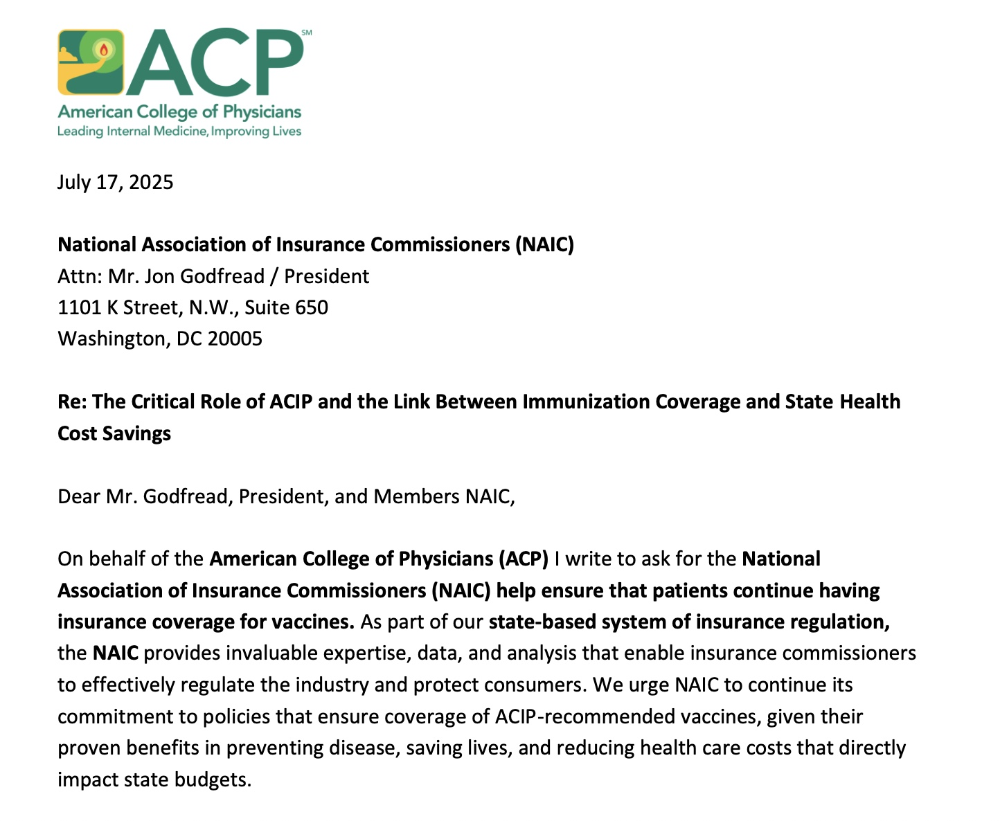 ACP SM
American College of Physicians
Leading Internal Medicine, Improving Lives
July 17, 2025
National Association of Insurance Commissioners (NAIC)
Attn: Mr. Jon Godfread / President
1101 K Street, N.W., Suite 650
Washington, DC 20005
Re: The Critical Role of ACIP and the Link Between Immunization Coverage and State Health
Cost Savings
Dear Mr. Godfread, President, and Members NAIC,
On behalf of the American College of Physicians (ACP) I write to ask for the National
Association of Insurance Commissioners (NAIC) help ensure that patients continue having
insurance coverage for vaccines. As part of our state-based system of insurance regulation,
the NAIC provides invaluable expertise, data, and analysis that enable insurance commissioners
to effectively regulate the industry and protect consumers. We urge NAIC to continue its
commitment to policies that ensure coverage of ACIP-recommended vaccines, given their
proven benefits in preventing disease, saving lives, and reducing health care costs that directly
impact state budgets.